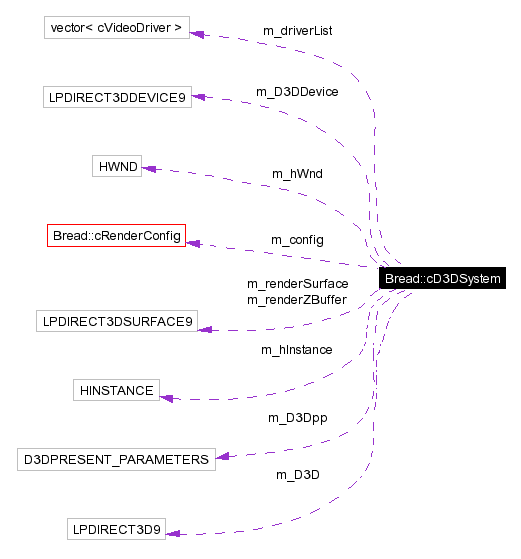 vector< cVideoDriver >
m_driverList
LPDIRECT3DDEVICE9
m_D3DDevice
HWND
m_hWnd
Bread::cRenderConfig
m_config
Bread::cD3DSystem
m_renderSurface
m_renderZBuffer
LPDIRECT3DSURFACE9
m_hInstance
HINSTANCE
m_D3Dpp
D3DPRESENT_PARAMETERS
m_D3D
LPDIRECT3D9